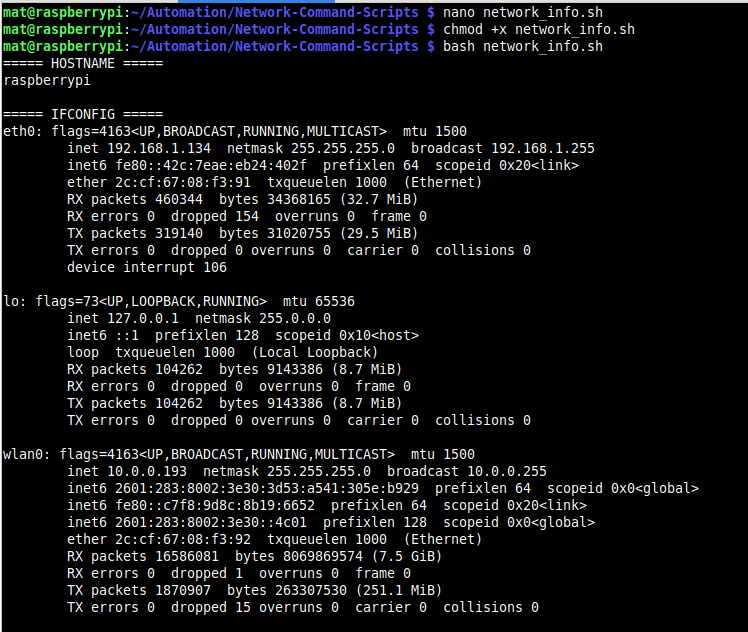 mat@raspberrypi:~/Automation/Network-Command-Scripts $ nano network_info.sh
mat@raspberrypi:~/Automation/Network-Command-Scripts $ chmod +x network_info.sh
mat@raspberrypi:~/Automation/Network-Command-Scripts $ bash network_info.sh
===== HOSTNAME =====
raspberrypi

===== IFCONFIG =====
eth0: flags=4163<UP,BROADCAST,RUNNING,MULTICAST>  mtu 1500
        inet 192.168.1.134  netmask 255.255.255.0  broadcast 192.168.1.255
        inet6 fe80::42c:7eae:eb24:402f  prefixlen 64  scopeid 0x20<link>
        ether 2c:cf:67:08:f3:91  txqueuelen 1000  (Ethernet)
        RX packets 460344  bytes 34368165 (32.7 MiB)
        RX errors 0  dropped 154  overruns 0  frame 0
        TX packets 319140  bytes 31020755 (29.5 MiB)
        TX errors 0  dropped 0 overruns 0  carrier 0  collisions 0
        device interrupt 106

lo: flags=73<UP,LOOPBACK,RUNNING>  mtu 65536
        inet 127.0.0.1  netmask 255.0.0.0
        inet6 ::1  prefixlen 128  scopeid 0x10<host>
        loop  txqueuelen 1000  (Local Loopback)
        RX packets 104262  bytes 9143386 (8.7 MiB)
        RX errors 0  dropped 0  overruns 0  frame 0
        TX packets 104262  bytes 9143386 (8.7 MiB)
        TX errors 0  dropped 0 overruns 0  carrier 0  collisions 0

wlan0: flags=4163<UP,BROADCAST,RUNNING,MULTICAST>  mtu 1500
        inet 10.0.0.193  netmask 255.255.255.0  broadcast 10.0.0.255
        inet6 2601:283:8002:3e30:3d53:a541:305e:b929  prefixlen 64  scopeid 0x0<global>
        inet6 fe80::c7f8:9d8c:8b19:6652  prefixlen 64  scopeid 0x20<link>
        inet6 2601:283:8002:3e30::4c01  prefixlen 128  scopeid 0x0<global>
        ether 2c:cf:67:08:f3:92  txqueuelen 1000  (Ethernet)
        RX packets 16586081  bytes 8069869574 (7.5 GiB)
        RX errors 0  dropped 1  overruns 0  frame 0
        TX packets 1870907  bytes 263307530 (251.1 MiB)
        TX errors 0  dropped 15 overruns 0  carrier 0  collisions 0